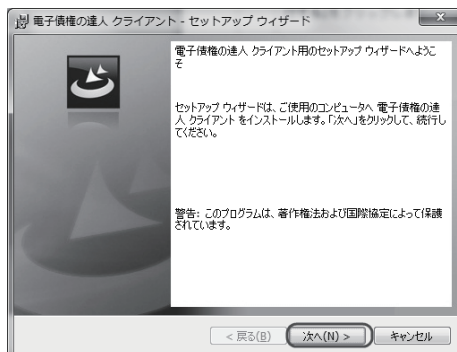 電子債権の達人 クライアント - セットアップ ウィザード
電子債権の達人 クライアント用のセットアップ ウィザードへようこ
そ
セットアップ ウィザードは、ご使用のコンピュータへ 電子債権の達
人 クライアント をインストールします。「次へ」をクリックして、続行し
てください。
警告: このプログラムは、著作権法および国際協定によって保護
されています。
< 戻る(B)
次へ(N) >
キャンセル